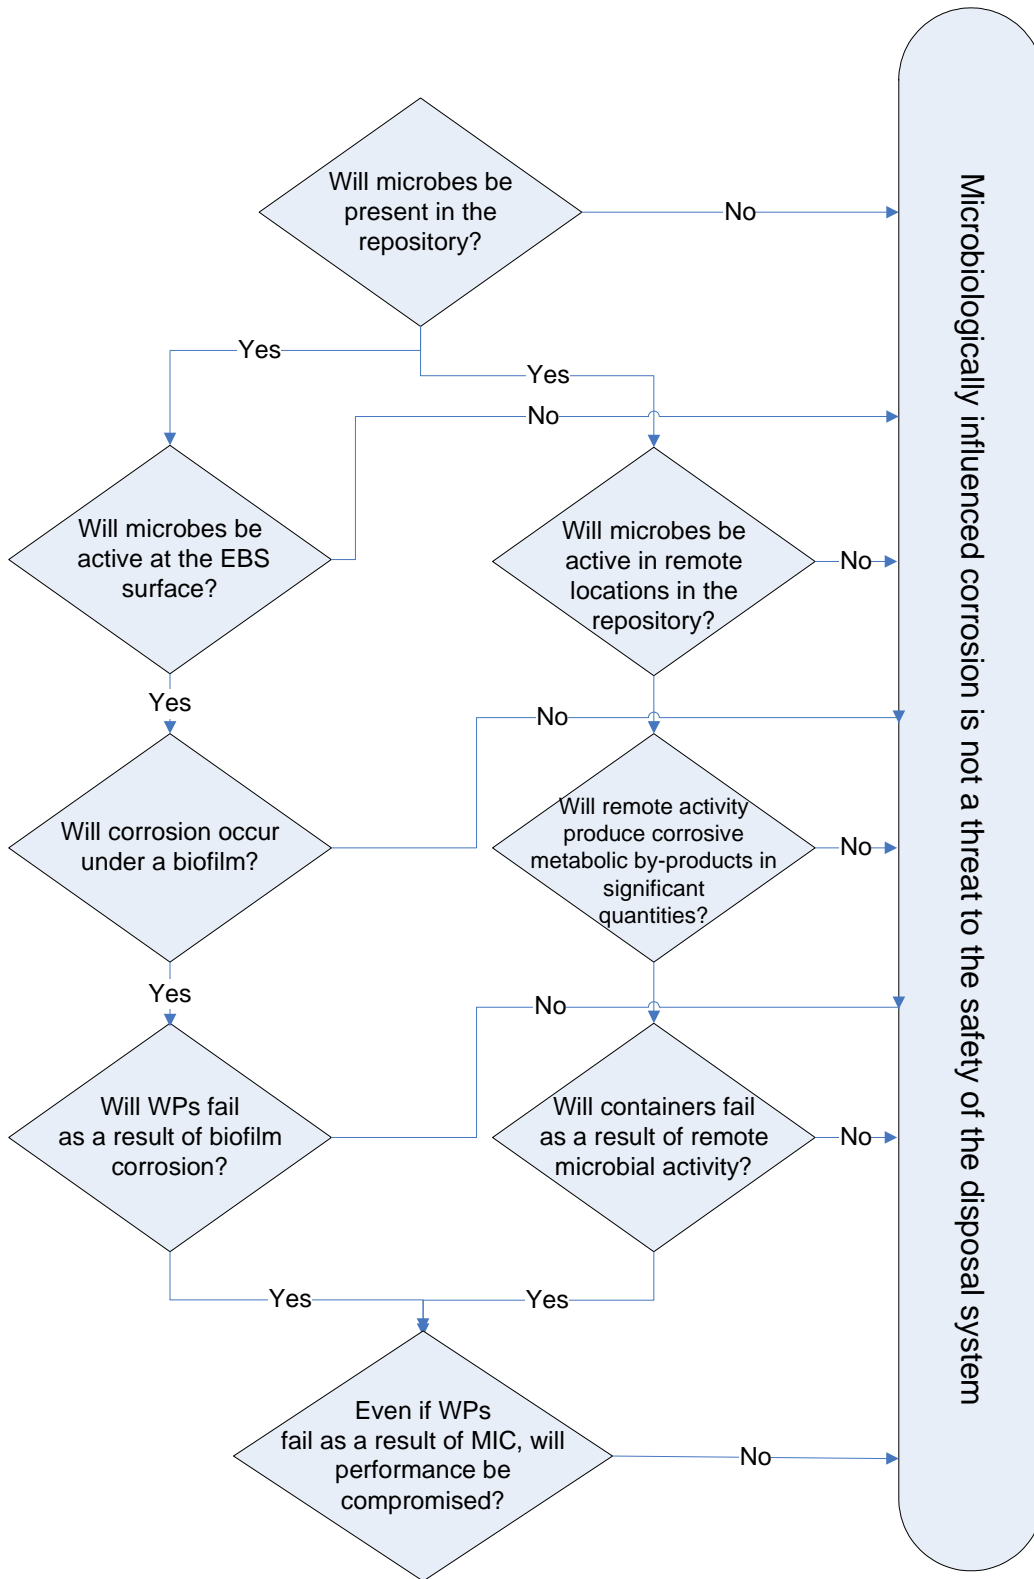 Will microbes be
present in the
repository?
No
Yes
Yes
No
Will microbes be
active at the EBS
surface?
Will microbes be
active in remote
locations in the
repository?
No
Yes
No
Will corrosion occur
under a biofilm?
Will remote activity
produce corrosive
metabolic by-products in
significant
quantities?
No
Yes
No
Will WPs fail
as a result of biofilm
corrosion?
Will containers fail
as a result of remote
microbial activity?
No
Yes
Yes
Even if WPs
fail as a result of MIC, will
performance be
compromised?
No
Microbiologically influenced corrosion is not a threat to the safety of the disposal system